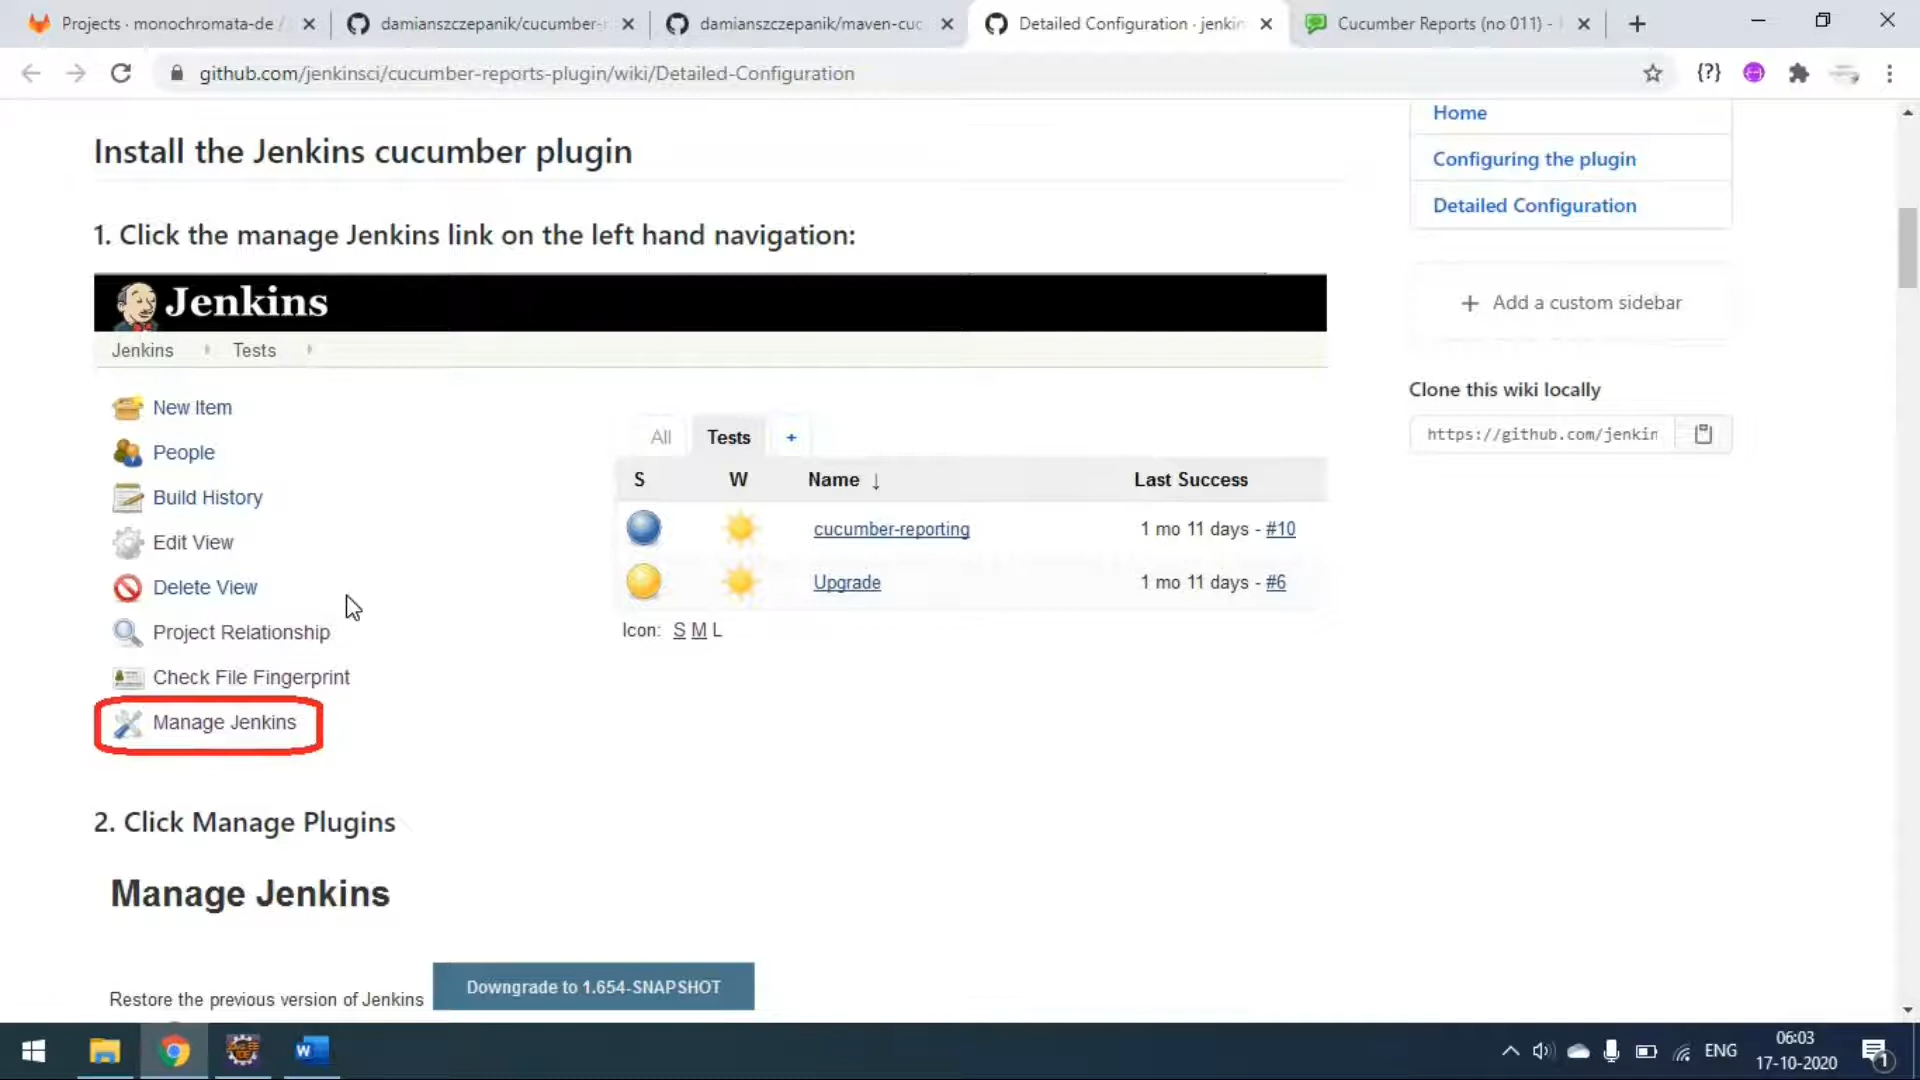 Projects · monochromata-de /
damianszczepanik/cucumber-r
damianszczepanik/maven-cuc
Detailed Configuration · jenkin
Cucumber Reports (no 011) -
github.com/jenkinsci/cucumber-reports-plugin/wiki/Detailed-Configuration
{?}
Home
Configuring the plugin
Detailed Configuration
+ Add a custom sidebar
Clone this wiki locally
https://github.com/jenkin
Install the Jenkins cucumber plugin
1. Click the manage Jenkins link on the left hand navigation:
Jenkins
Jenkins Tests
New Item
People
Build History
Edit View
Delete View
Project Relationship
Check File Fingerprint
Manage Jenkins
All Tests +
S W Name ↓ Last Success
cucumber-reporting 1 mo 11 days - #10
Upgrade 1 mo 11 days - #6
Icon: S M L
2. Click Manage Plugins
Manage Jenkins
Restore the previous version of Jenkins
Downgrade to 1.654-SNAPSHOT
W
ENG
06:03
17-10-2020
1